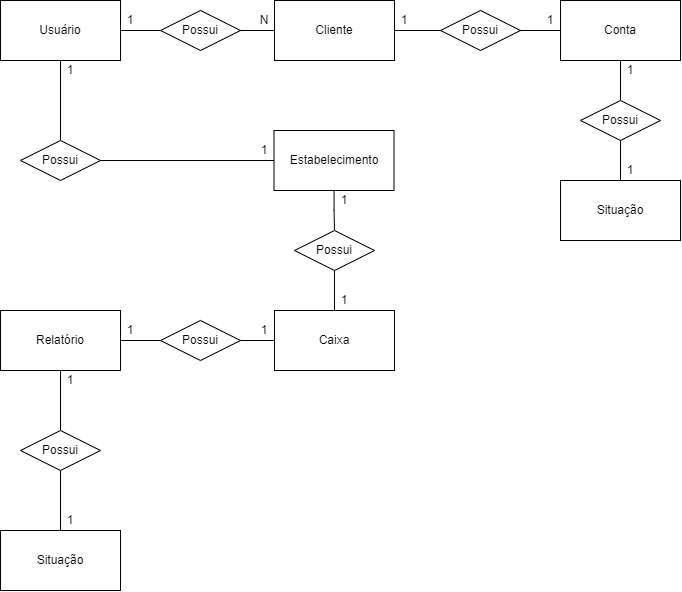 Usuário 1 Possui N Cliente 1 Possui 1 Conta
1 1
Possui
1
Situação
Possui 1 Estabelecimento
1
Possui
1
Relatório 1 Possui 1 Caixa
1
Possui
1
Situação